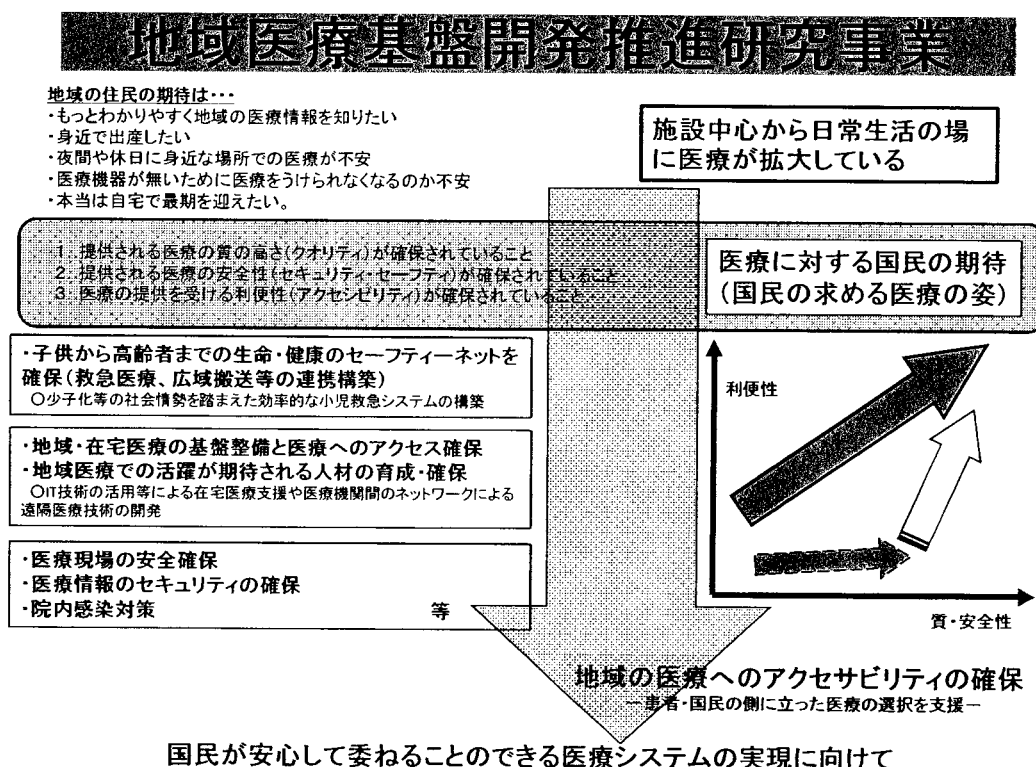 地域医療基盤開発推進研究事業
地域の住民の期待は・・・
・もっとわかりやすく地域の医療情報を知りたい
・身近で出産したい
・夜間や休日に身近な場所での医療が不安
・医療機器が無いために医療をうけられなくなるのか不安
・本当は自宅で最期を迎えたい。
施設中心から日常生活の場
に医療が拡大している
1. 提供される医療の質の高さ(クオリティ)が確保されていること
2. 提供される医療の安全性(セキュリティ・セーフティ)が確保されていること
3. 医療の提供を受ける利便性(アクセシビリティ)が確保されていること
医療に対する国民の期待
(国民の求める医療の姿)
・子供から高齢者までの生命・健康のセーフティーネットを
確保(救急医療、広域搬送等の連携構築)
○少子化等の社会情勢を踏まえた効率的な小児救急システムの構築
・地域・在宅医療の基盤整備と医療へのアクセス確保
・地域医療での活躍が期待される人材の育成・確保
○IT技術の活用等による在宅医療支援や医療機関間のネットワークによる
遠隔医療技術の開発
・医療現場の安全確保
・医療情報のセキュリティの確保
・院内感染対策 等
利便性
質・安全性
地域の医療へのアクセサビリティの確保
ー患者・国民の側に立った医療の選択を支援ー
国民が安心して委ねることのできる医療システムの実現に向けて